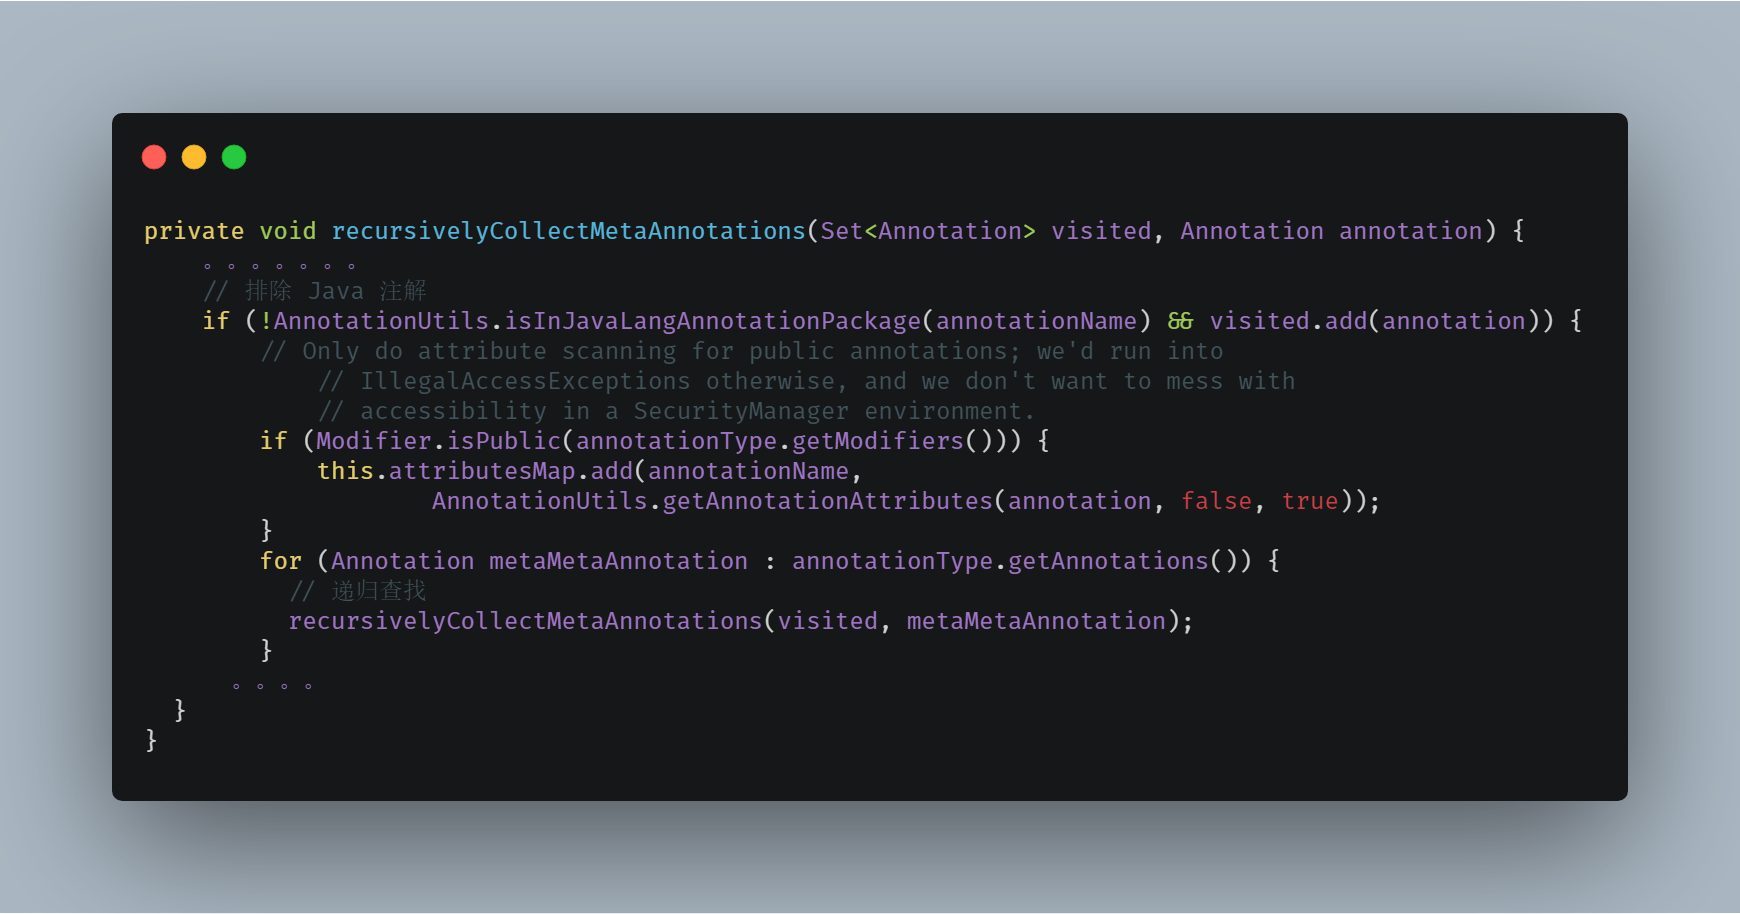 private void recursivelyCollectMetaAnnotations(Set<Annotation> visited, Annotation annotation) {
。。。。。。。
// 排除 Java 注解
if (!AnnotationUtils.isInJavaLangAnnotationPackage(annotationName) && visited.add(annotation)) {
// Only do attribute scanning for public annotations; we'd run into
// IllegalAccessExceptions otherwise, and we don't want to mess with
// accessibility in a SecurityManager environment.
if (Modifier.isPublic(annotationType.getModifiers())) {
this.attributesMap.add(annotationName,
AnnotationUtils.getAnnotationAttributes(annotation, false, true));
}
for (Annotation metaMetaAnnotation : annotationType.getAnnotations()) {
// 递归查找
recursivelyCollectMetaAnnotations(visited, metaMetaAnnotation);
}
。。。。
}
}